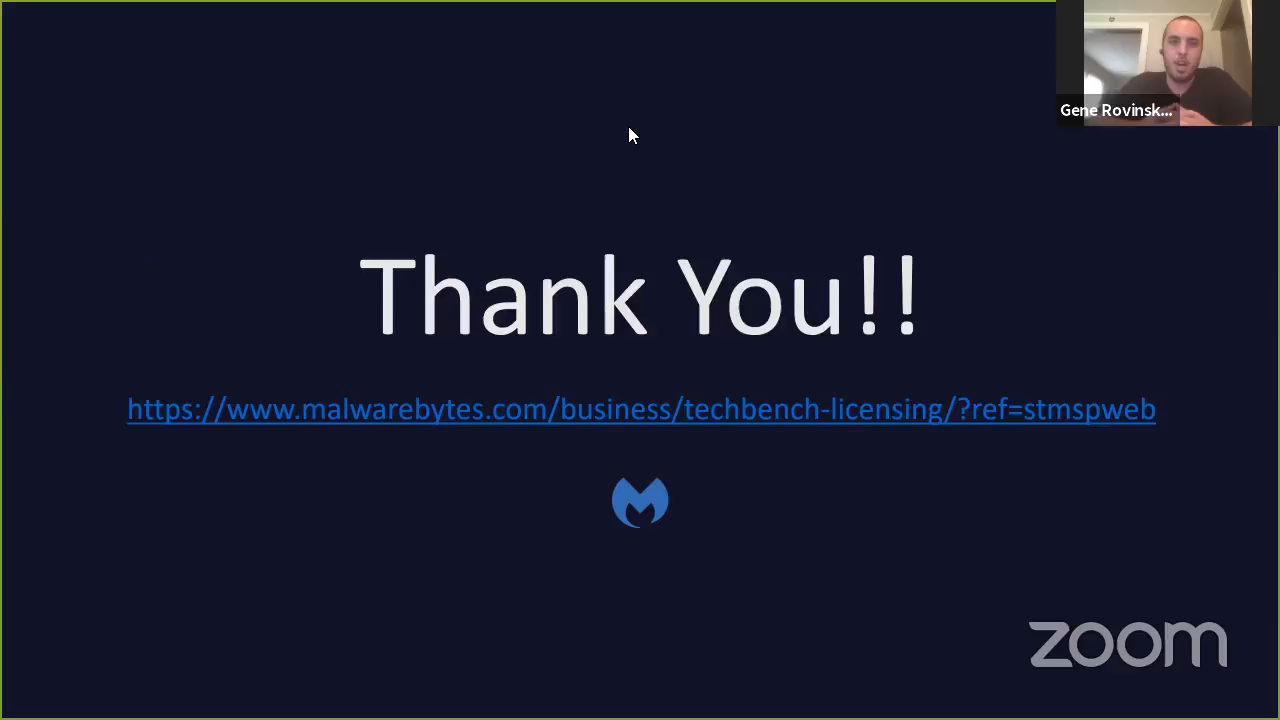 Gene Rovinsk...
Thank You!!
https://www.malwarebytes.com/business/techbench-licensing/?ref=stmspweb
zoom